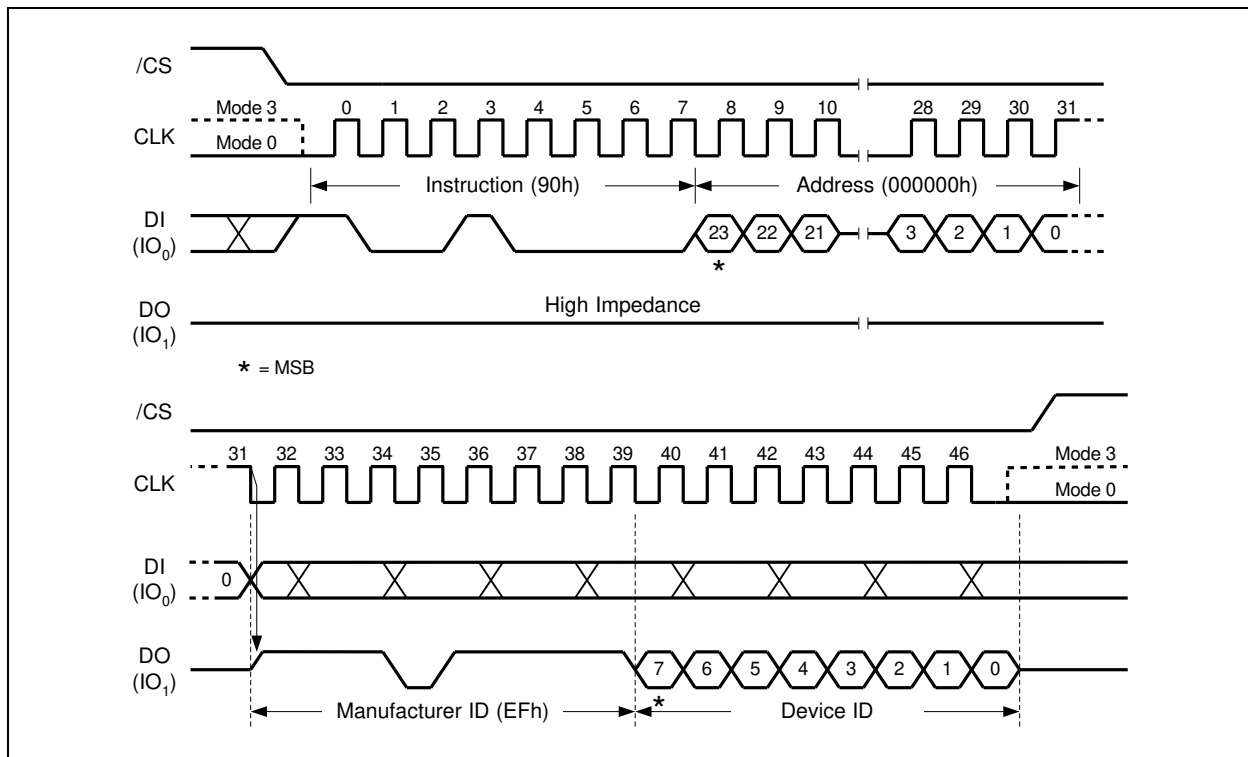 /CS
Mode 3
0 1 2 3 4 5 6 7 8 9 10 28 29 30 31
CLK
Mode 0
Instruction (90h) Address (000000h)
DI
(IO0)
23 22 21 3 2 1 0
*
High Impedance
DO
(IO1)
* = MSB
/CS
31 32 33 34 35 36 37 38 39 40 41 42 43 44 45 46 Mode 3
CLK
Mode 0
DI
(IO0)
0
DO
(IO1)
7 6 5 4 3 2 1 0
*
Manufacturer ID (EFh) Device ID